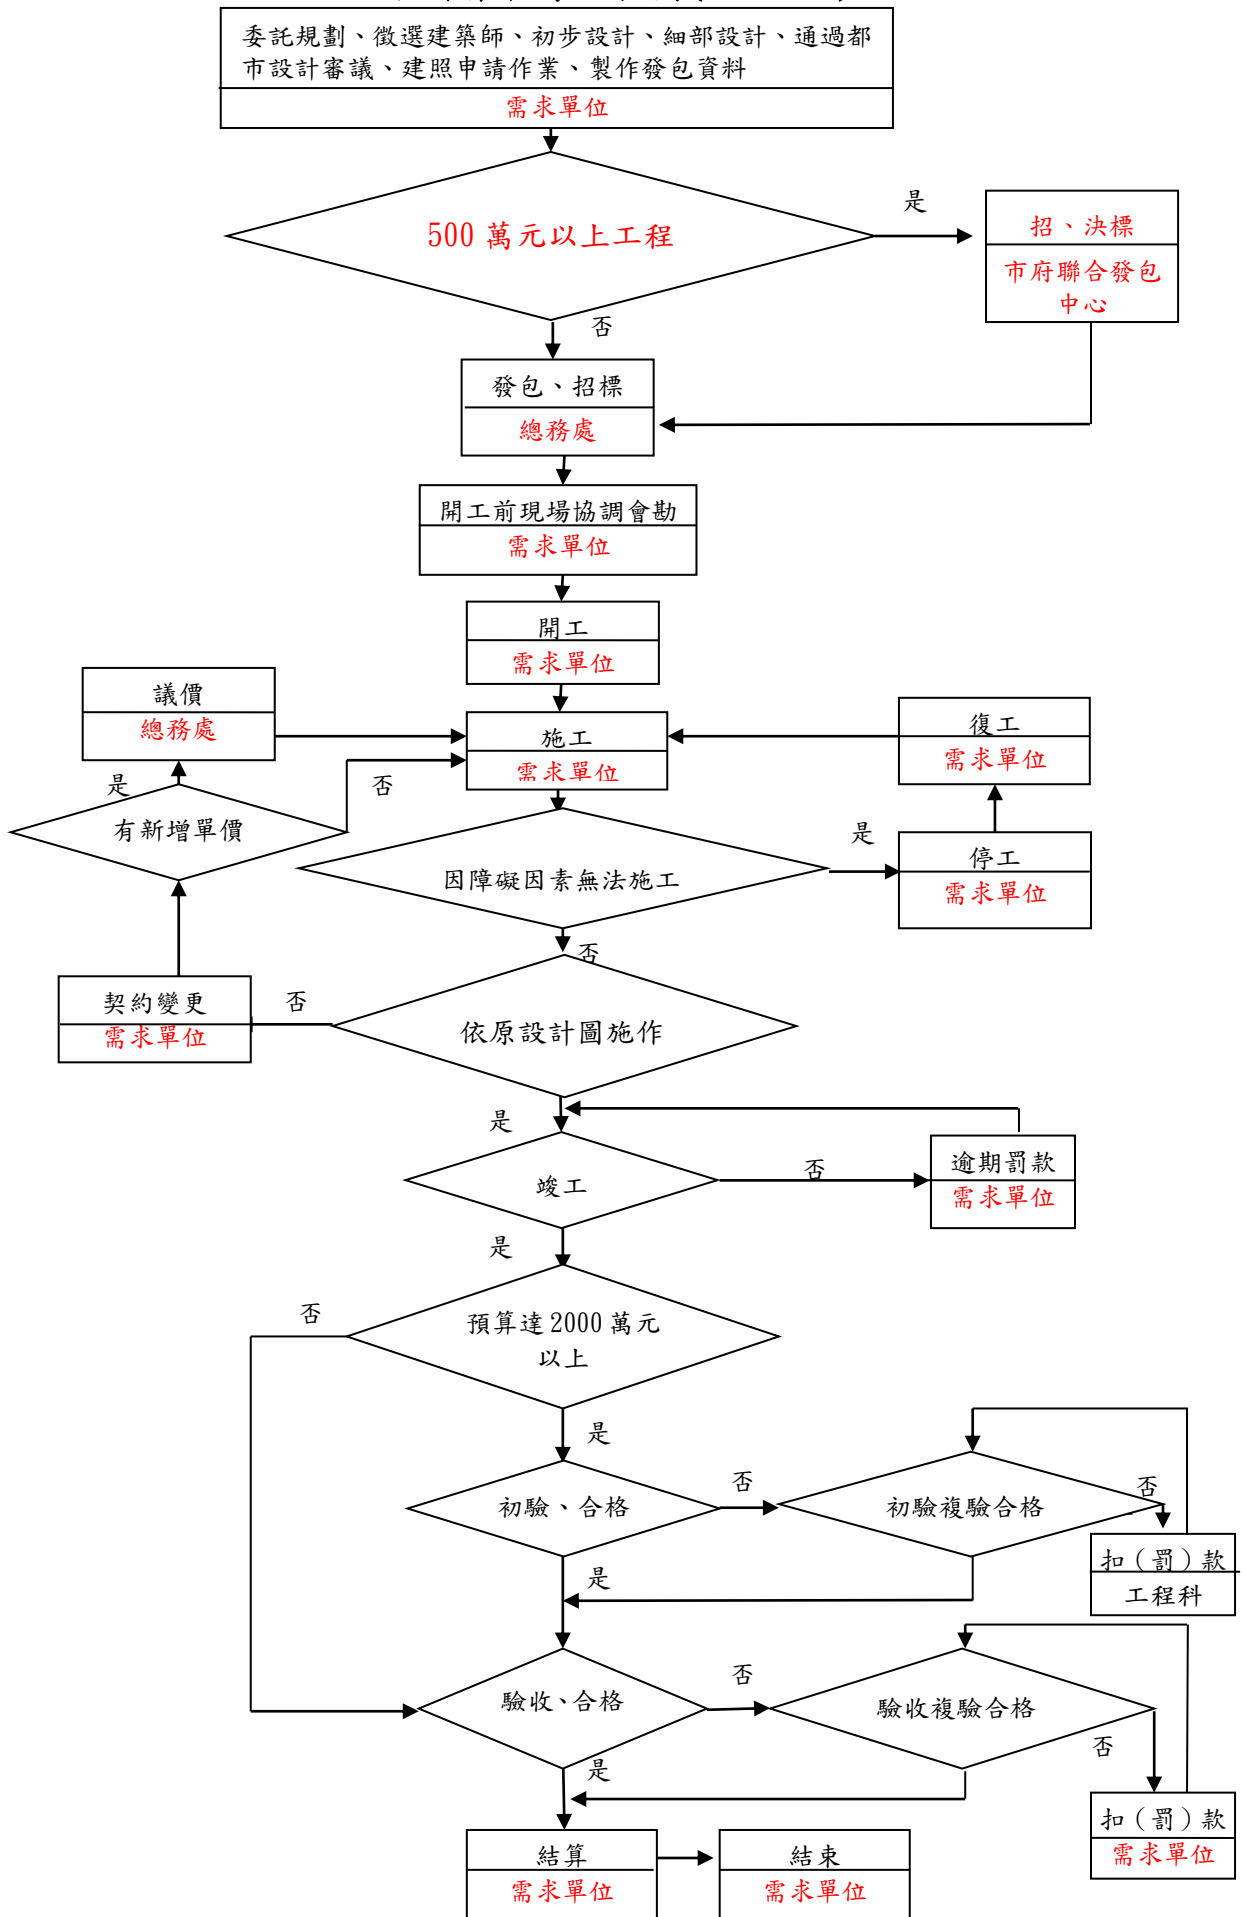 委託規劃、徵選建築師、初步設計、細部設計、通過都
市設計審議、建照申請作業、製作發包資料
需求單位
500 萬元以上工程
是
招、決標
市府聯合發包
中心
否
發包、招標
總務處
開工前現場協調會勘
需求單位
開工
需求單位
議價
總務處
施工
需求單位
復工
需求單位
是
否
有新增單價
因障礙因素無法施工
是
停工
需求單位
否
契約變更
需求單位
否
依原設計圖施作
是
竣工
否
逾期罰款
需求單位
是
預算達 2000 萬元
以上
否
是
初驗、合格
否
初驗複驗合格
否
扣（罰）款
工程科
是
驗收、合格
否
驗收複驗合格
否
扣（罰）款
需求單位
是
結算
需求單位
結束
需求單位